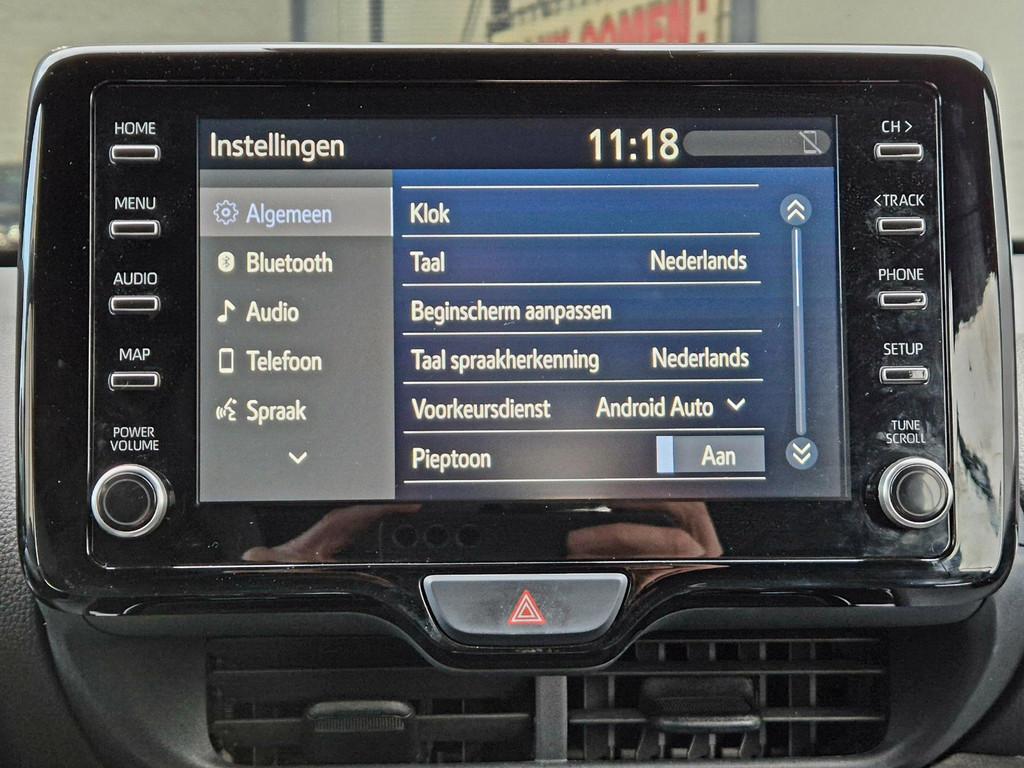 OMEN:
HOME
MENU
AUDIO
MAP
POWER
VOLUME
Instellingen 11:18
Algemeen
Bluetooth
Audio
Telefoon
Spraak
Klok
Taal Nederlands
Beginscherm aanpassen
Taal spraakherkenning Nederlands
Voorkeursdienst Android Auto
Pieptoon Aan
CH >
<TRACK
PHONE
SETUP
TUNE
SCROLL